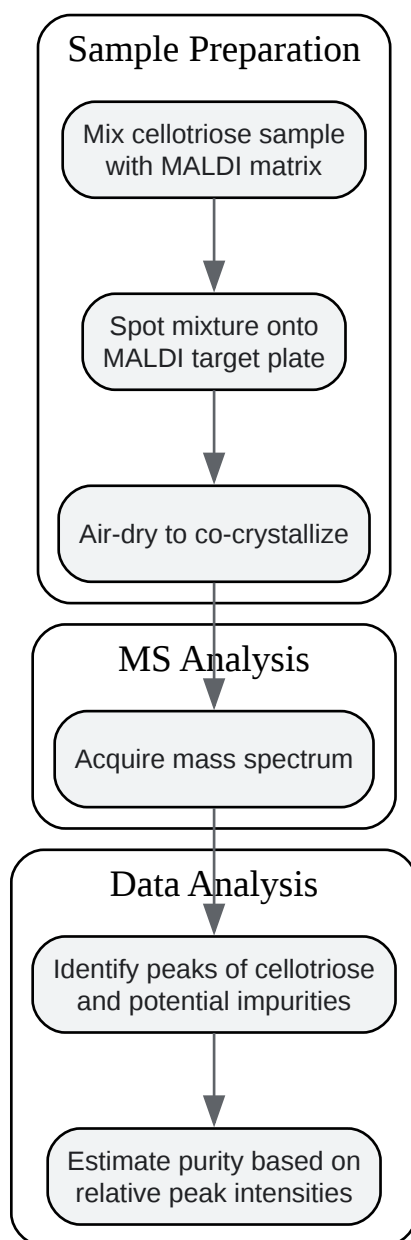 Sample Preparation
Mix cellotriose sample
with MALDI matrix
Spot mixture onto
MALDI target plate
Air-dry to co-crystallize
MS Analysis
Acquire mass spectrum
Data Analysis
Identify peaks of cellotriose
and potential impurities
Estimate purity based on
relative peak intensities